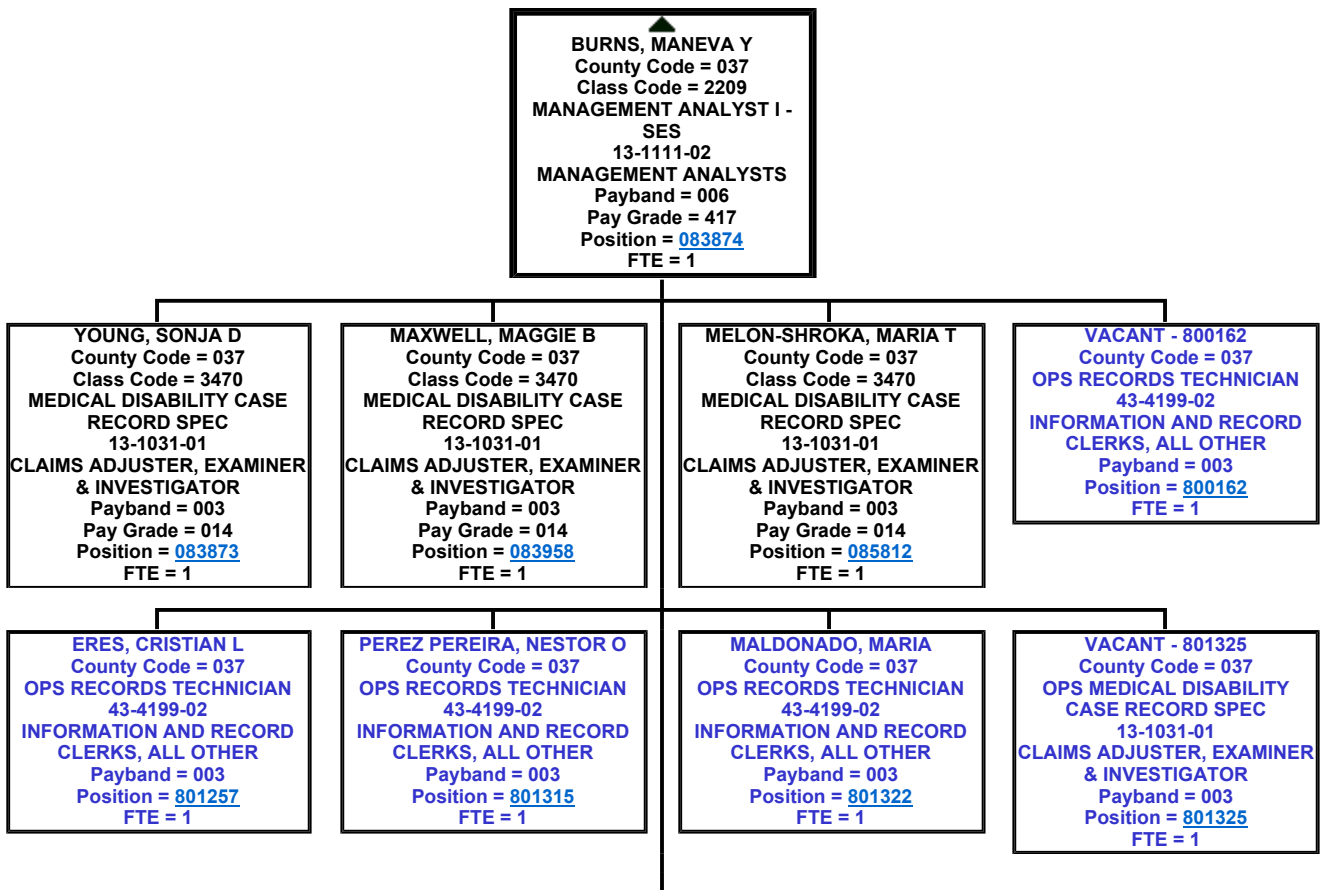 BURNS, MANEVA Y
County Code = 037
Class Code = 2209
MANAGEMENT ANALYST I -
SES
13-1111-02
MANAGEMENT ANALYSTS
Payband = 006
Pay Grade = 417
Position = 083874
FTE = 1
YOUNG, SONJA D
County Code = 037
Class Code = 3470
MEDICAL DISABILITY CASE
RECORD SPEC
13-1031-01
CLAIMS ADJUSTER, EXAMINER
& INVESTIGATOR
Payband = 003
Pay Grade = 014
Position = 083873
FTE = 1
MAXWELL, MAGGIE B
County Code = 037
Class Code = 3470
MEDICAL DISABILITY CASE
RECORD SPEC
13-1031-01
CLAIMS ADJUSTER, EXAMINER
& INVESTIGATOR
Payband = 003
Pay Grade = 014
Position = 083958
FTE = 1
MELON-SHROKA, MARIA T
County Code = 037
Class Code = 3470
MEDICAL DISABILITY CASE
RECORD SPEC
13-1031-01
CLAIMS ADJUSTER, EXAMINER
& INVESTIGATOR
Payband = 003
Pay Grade = 014
Position = 085812
FTE = 1
VACANT - 800162
County Code = 037
OPS RECORDS TECHNICIAN
43-4199-02
INFORMATION AND RECORD
CLERKS, ALL OTHER
Payband = 003
Position = 800162
FTE = 1
ERES, CRISTIAN L
County Code = 037
OPS RECORDS TECHNICIAN
43-4199-02
INFORMATION AND RECORD
CLERKS, ALL OTHER
Payband = 003
Position = 801257
FTE = 1
PEREZ PEREIRA, NESTOR O
County Code = 037
OPS RECORDS TECHNICIAN
43-4199-02
INFORMATION AND RECORD
CLERKS, ALL OTHER
Payband = 003
Position = 801315
FTE = 1
MALDONADO, MARIA
County Code = 037
OPS RECORDS TECHNICIAN
43-4199-02
INFORMATION AND RECORD
CLERKS, ALL OTHER
Payband = 003
Position = 801322
FTE = 1
VACANT - 801325
County Code = 037
OPS MEDICAL DISABILITY
CASE RECORD SPEC
13-1031-01
CLAIMS ADJUSTER, EXAMINER
& INVESTIGATOR
Payband = 003
Position = 801325
FTE = 1